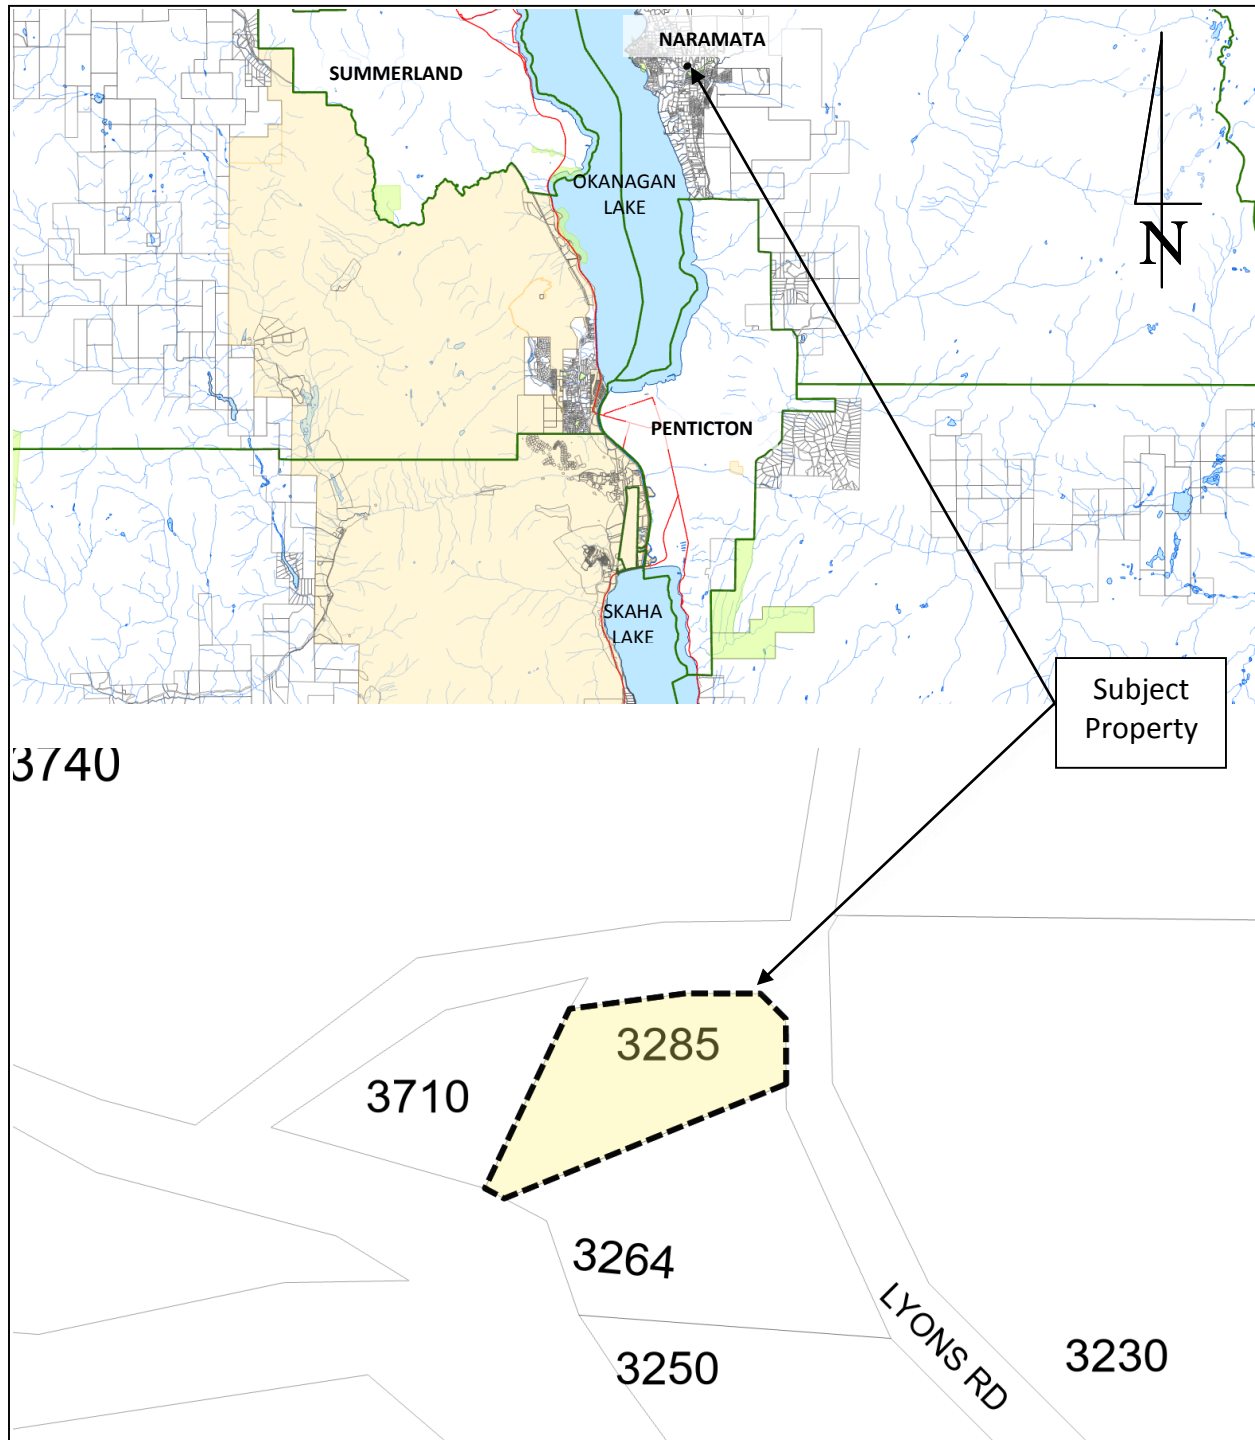 NARAMATA
SUMMERLAND
OKANAGAN
LAKE
N
PENTICTON
SKAHA
LAKE
Subject
Property
3740
3285
3710
3264
LYONS RD
3250
3230